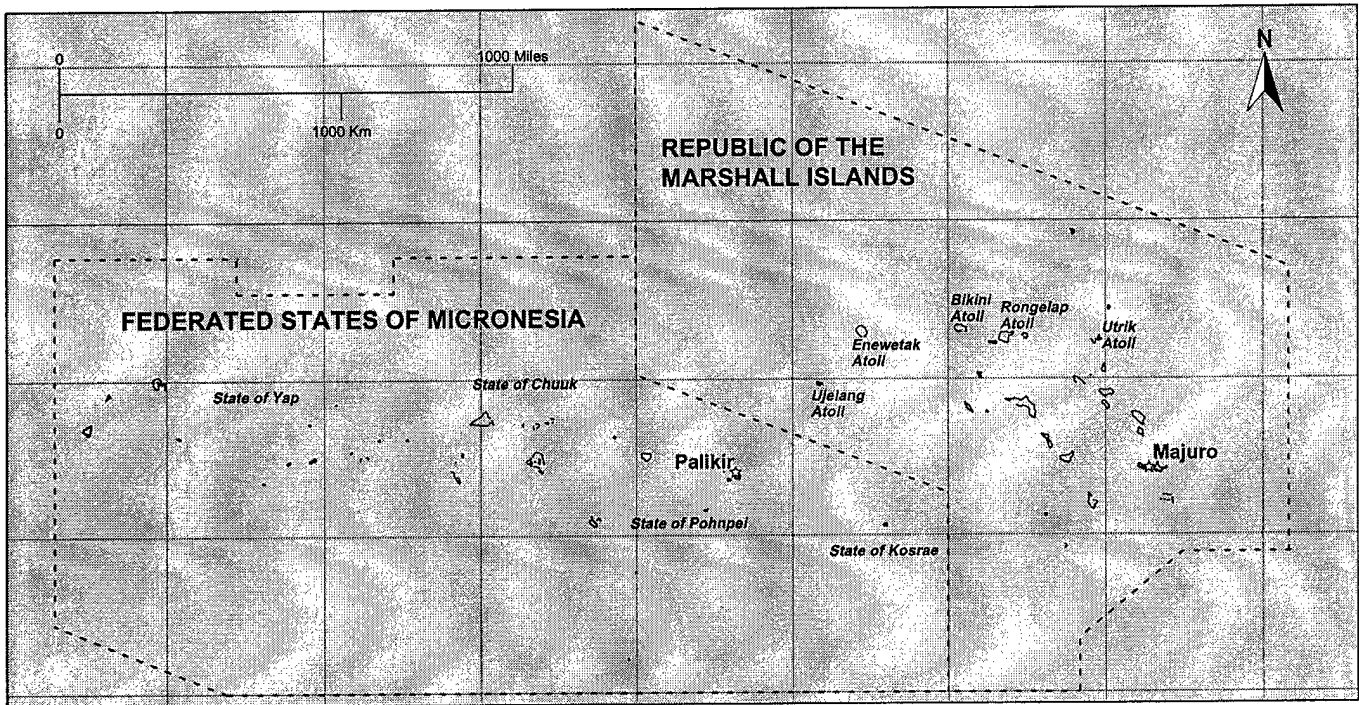 0
1000 Miles
0
1000 Km
N
REPUBLIC OF THE
MARSHALL ISLANDS
FEDERATED STATES OF MICRONESIA
Bikini
Atoll
Rongelap
Atoll
Enewetak
Atoll
Utrik
Atoll
State of Yap
State of Chuuk
Ujelang
Atoll
Palikir
Majuro
State of Pohnpei
State of Kosrae